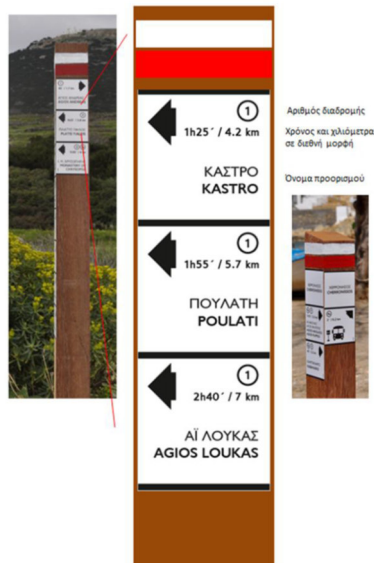 1
1h25΄ / 4.2 km
ΚΑΣΤΡΟ
KASTRO
1
1h55΄ / 5.7 km
ΠΟΥΛΑΤΗ
POULATI
1
2h40΄ / 7 km
ΑΪ ΛΟΥΚΑΣ
AGIOS LOUKAS
Αριθμός διαδρομής
Χρόνος και χιλιόμετρα
σε διεθνή μορφή
Όνομα προορισμού